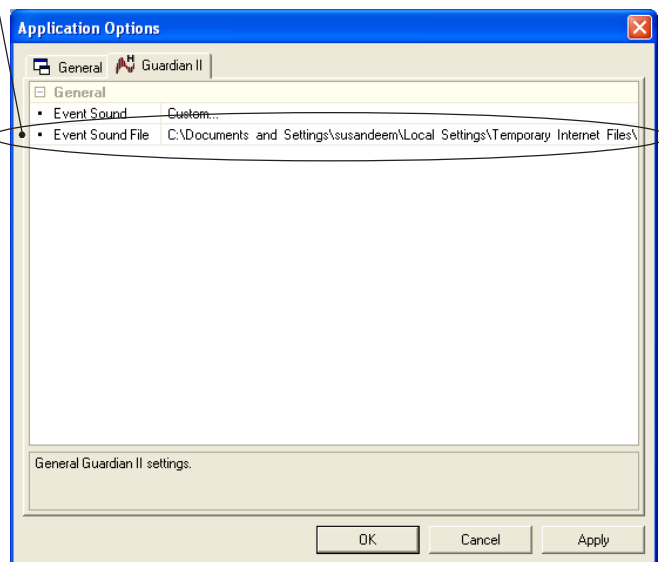 Application Options
General Guardian II
General
Event Sound Custom...
Event Sound File C:\Documents and Settings\susandeem\Local Settings\Temporary Internet Files\
General Guardian II settings.
OK Cancel Apply